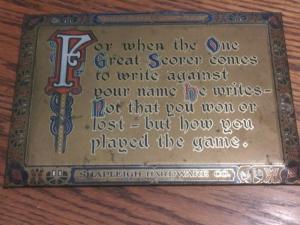 For when the One
Great Scorer comes
to write against
your name he writes-
Not that you won or
lost - but how you
played the game.
SHAPLEIGH HARDWARE CO.